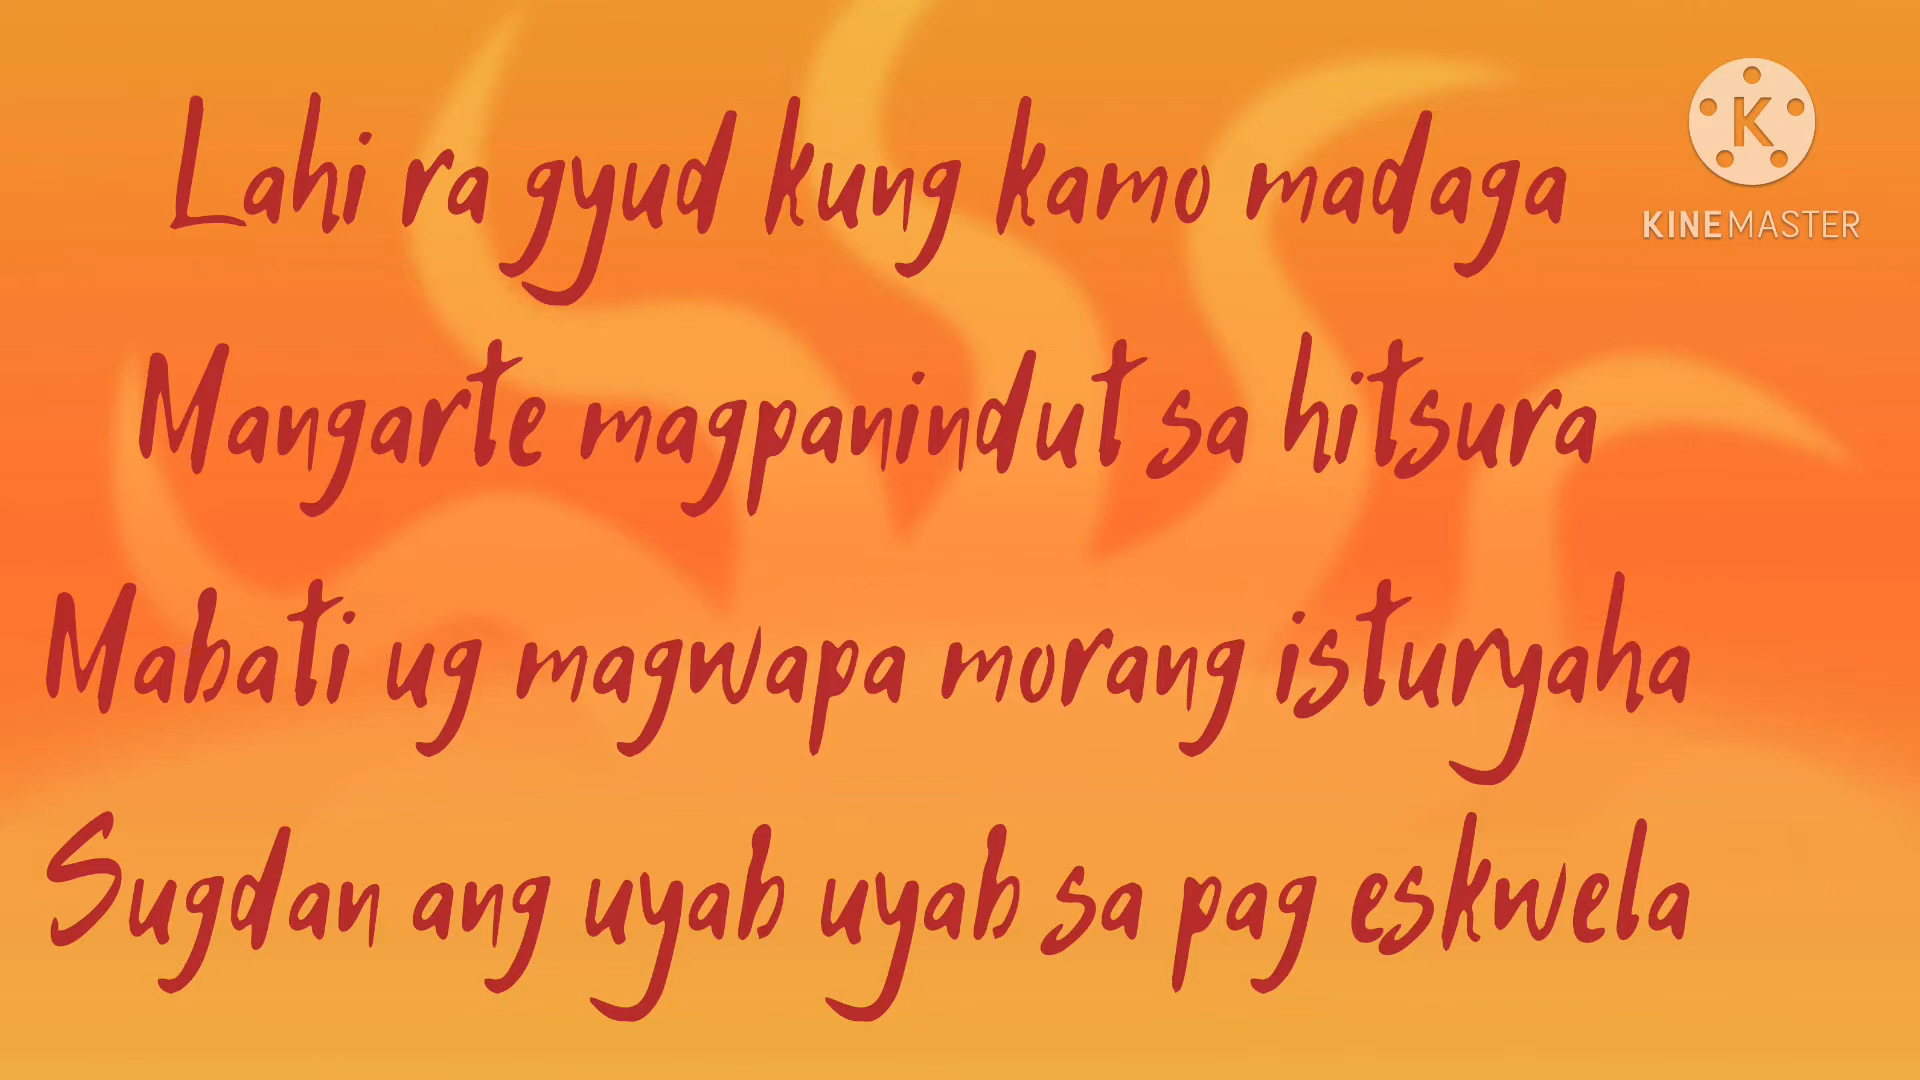 Lahi ra gyud kung kamo madaga
Mangarte magpanindut sa hitsura
Mabati ug magwapa morang isturyaha
Sugdan ang uyab uyab sa pag eskwela
K
KINEMASTER